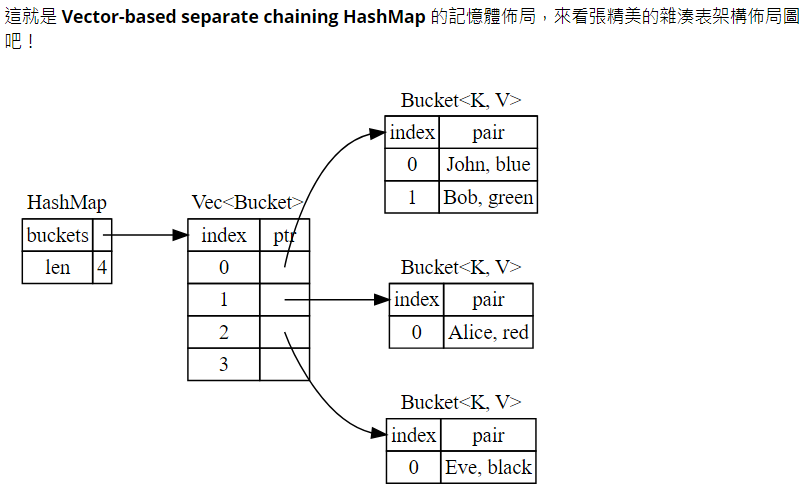 這就是 Vector-based separate chaining HashMap 的記憶體佈局，來看張精美的雜湊表架構佈局圖
吧！
HashMap
buckets
len 4
Vec<Bucket>
index ptr
0
1
2
3
Bucket<K, V>
index pair
0 John, blue
1 Bob, green
Bucket<K, V>
index pair
0 Alice, red
Bucket<K, V>
index pair
0 Eve, black